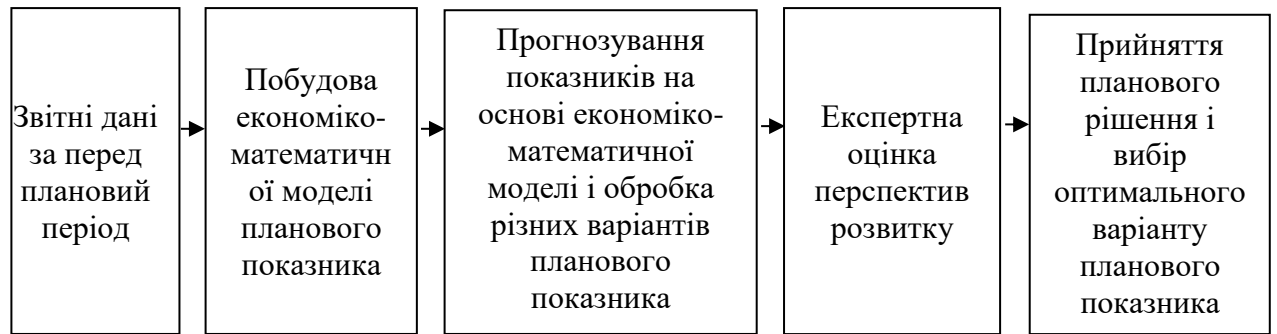 Звітні дані
за перед
плановий
період
Побудова
економіко-
математичн
ої моделі
планового
показника
Прогнозування
показників на
основі економіко-
математичної
моделі і обробка
різних варіантів
планового
показника
Експертна
оцінка
перспектив
розвитку
Прийняття
планового
рішення і
вибір
оптимального
варіанту
планового
показника